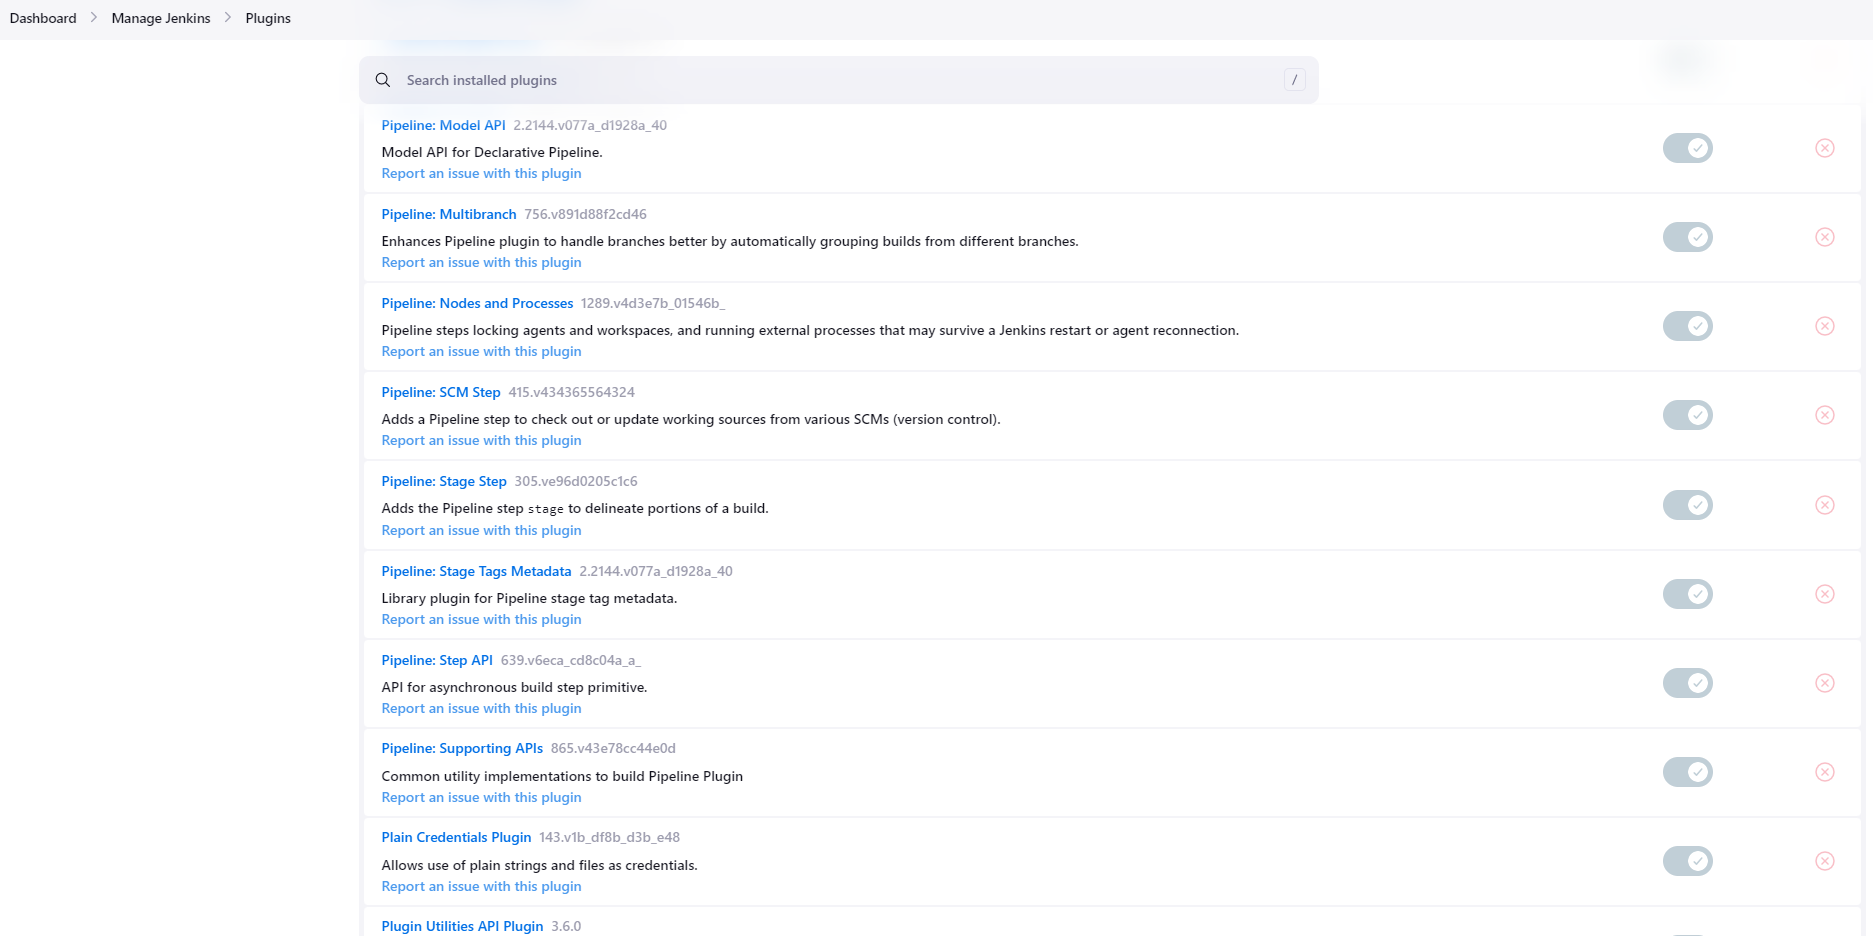 Dashboard > Manage Jenkins > Plugins
Search installed plugins /
Pipeline: Model API 2.2144.v077a_d1928a_40
Model API for Declarative Pipeline.
Report an issue with this plugin
Pipeline: Multibranch 756.v891d88f2cd46
Enhances Pipeline plugin to handle branches better by automatically grouping builds from different branches.
Report an issue with this plugin
Pipeline: Nodes and Processes 1289.v4d3e7b_01546b_
Pipeline steps locking agents and workspaces, and running external processes that may survive a Jenkins restart or agent reconnection.
Report an issue with this plugin
Pipeline: SCM Step 415.v434365564324
Adds a Pipeline step to check out or update working sources from various SCMs (version control).
Report an issue with this plugin
Pipeline: Stage Step 305.ve96d0205c1c6
Adds the Pipeline step stage to delineate portions of a build.
Report an issue with this plugin
Pipeline: Stage Tags Metadata 2.2144.v077a_d1928a_40
Library plugin for Pipeline stage tag metadata.
Report an issue with this plugin
Pipeline: Step API 639.v6eca_cd8c04a_a_
API for asynchronous build step primitive.
Report an issue with this plugin
Pipeline: Supporting APIs 865.v43e78cc44e0d
Common utility implementations to build Pipeline Plugin
Report an issue with this plugin
Plain Credentials Plugin 143.v1b_df8b_d3b_e48
Allows use of plain strings and files as credentials.
Report an issue with this plugin
Plugin Utilities API Plugin 3.6.0